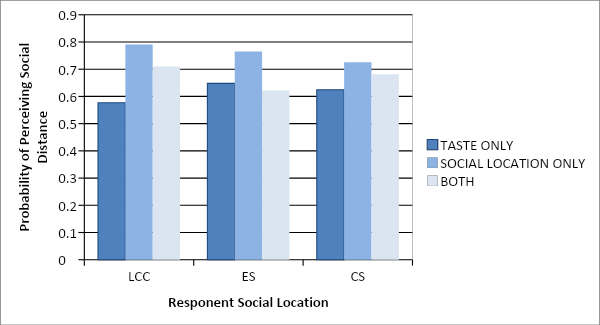 0.9
0.8
0.7
0.6
0.5
0.4
0.3
0.2
0.1
0
Probability of Perceiving Social
Distance
LCC ES CS
Responent Social Location
TASTE ONLY
SOCIAL LOCATION ONLY
BOTH